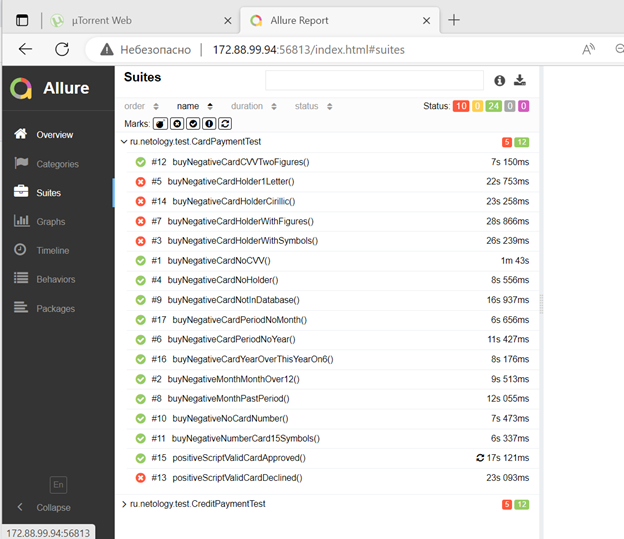 µTorrent Web
Allure Report
Небезопасно 172.88.99.94:56813/index.html#suites
Allure
Overview
Categories
Suites
Graphs
Timeline
Behaviors
Packages
En
Collapse
172.88.99.94:56813
Suites
order name duration status Status: 10 0 24 0 0
Marks:
ru.netology.test.CardPaymentTest 5 12
#12 buyNegativeCardCVVTwoFigures() 7s 150ms
#5 buyNegativeCardHolder1Letter() 22s 753ms
#14 buyNegativeCardHolderCirillic() 23s 258ms
#7 buyNegativeCardHolderWithFigures() 28s 866ms
#3 buyNegativeCardHolderWithSymbols() 26s 239ms
#1 buyNegativeCardNoCVV() 1m 43s
#4 buyNegativeCardNoHolder() 8s 556ms
#9 buyNegativeCardNotInDatabase() 16s 937ms
#17 buyNegativeCardPeriodNoMonth() 6s 656ms
#6 buyNegativeCardPeriodNoYear() 11s 427ms
#16 buyNegativeCardYearOverThisYearOn6() 8s 176ms
#2 buyNegativeMonthMonthOver12() 9s 513ms
#8 buyNegativeMonthPastPeriod() 12s 055ms
#10 buyNegativeNoCardNumber() 7s 473ms
#11 buyNegativeNumberCard15Symbols() 6s 337ms
#15 positiveScriptValidCardApproved() 17s 121ms
#13 positiveScriptValidCardDeclined() 23s 093ms
ru.netology.test.CreditPaymentTest 5 12